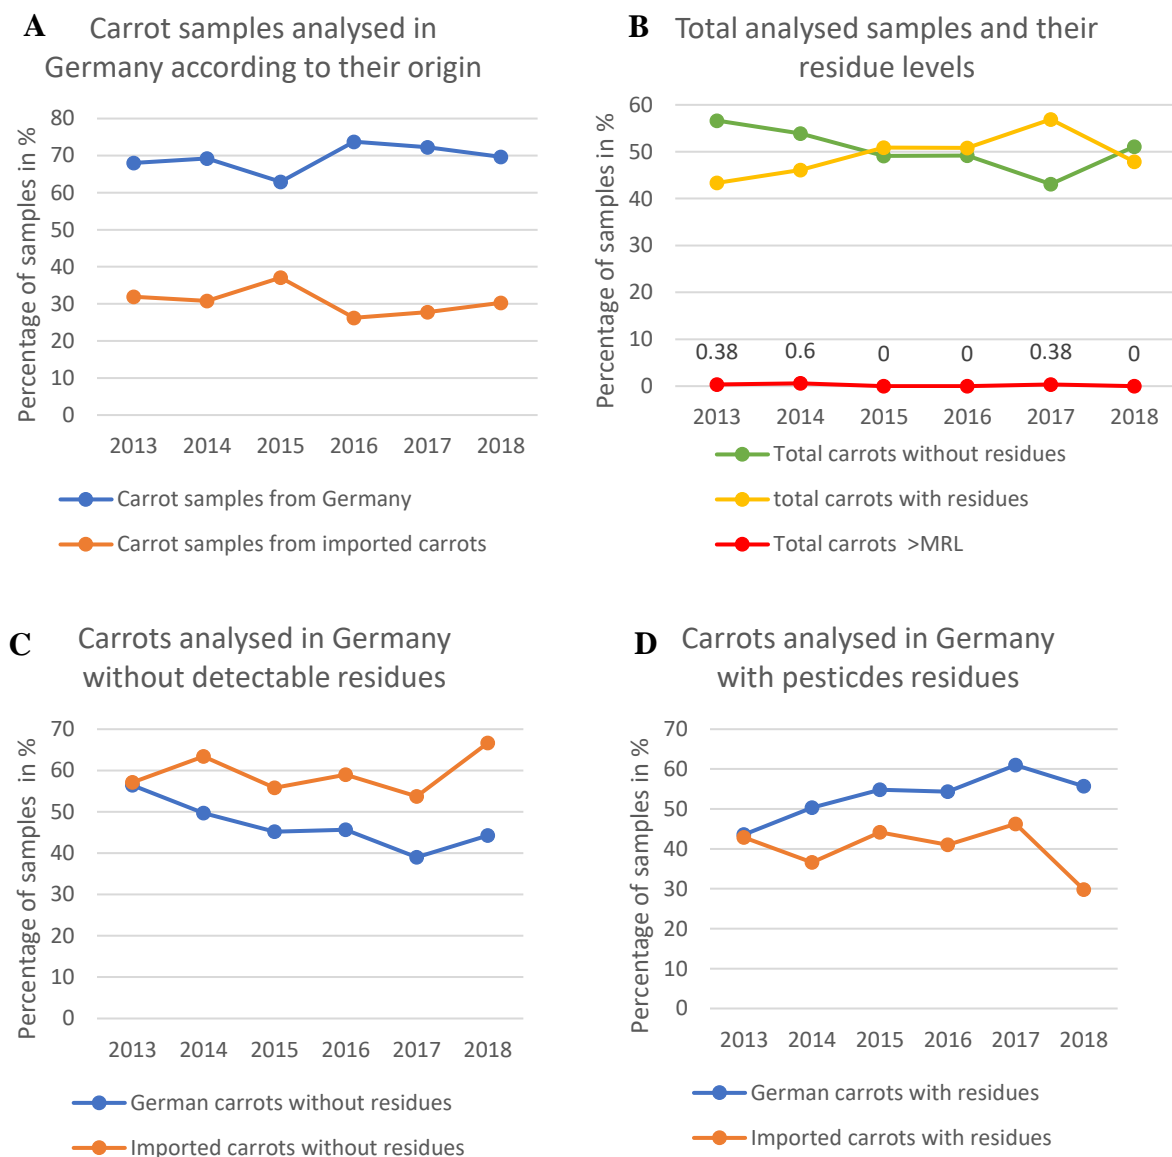 A
Carrot samples analysed in
Germany according to their origin
Percentage of samples in %
80
70
60
50
40
30
20
10
0
2013 2014 2015 2016 2017 2018
Carrot samples from Germany
Carrot samples from imported carrots
B
Total analysed samples and their
residue levels
Percentage of samples in %
60
50
40
30
20
10
0
0.38 0.6 0 0 0.38 0
2013 2014 2015 2016 2017 2018
Total carrots without residues
total carrots with residues
Total carrots >MRL
C
Carrots analysed in Germany
without detectable residues
Percentage of samples in %
70
60
50
40
30
20
10
0
2013 2014 2015 2016 2017 2018
German carrots without residues
Imported carrots without residues
D
Carrots analysed in Germany
with pesticdes residues
Percentage of samples in %
70
60
50
40
30
20
10
0
2013 2014 2015 2016 2017 2018
German carrots with residues
Imported carrots with residues